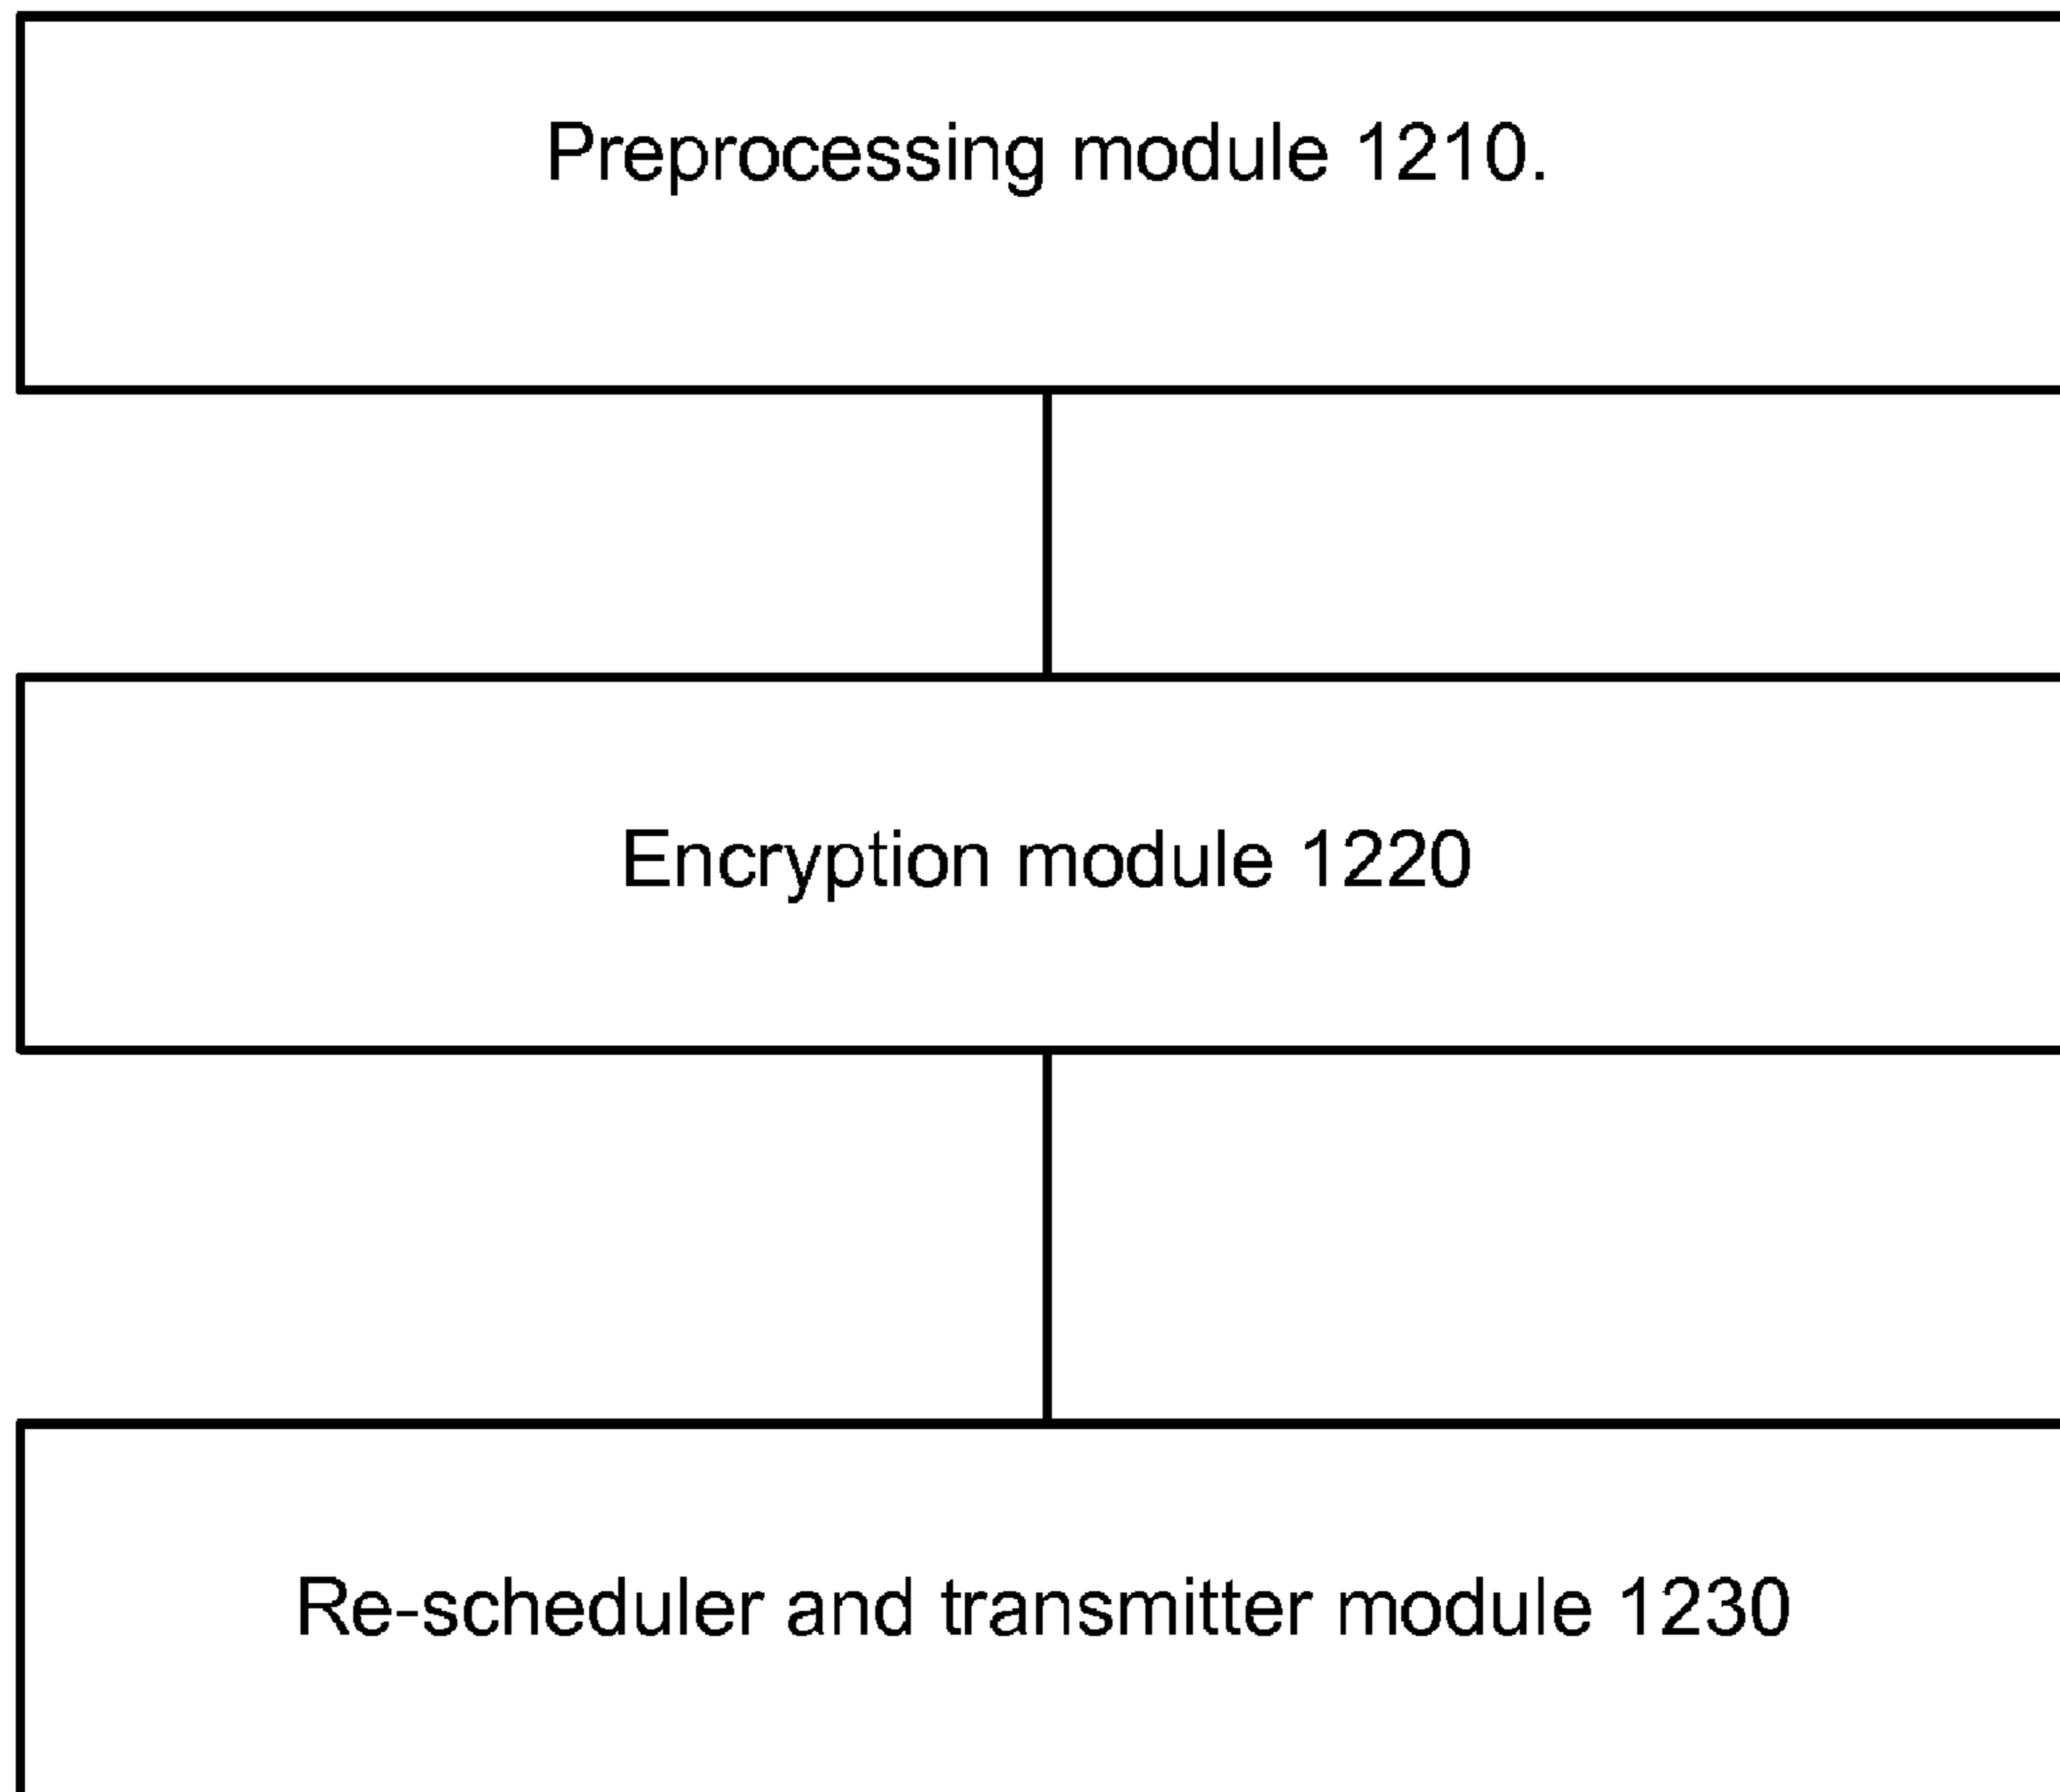 Preprocessing module 1210.
Encryption module 1220
Re-scheduler and transmitter module 1230